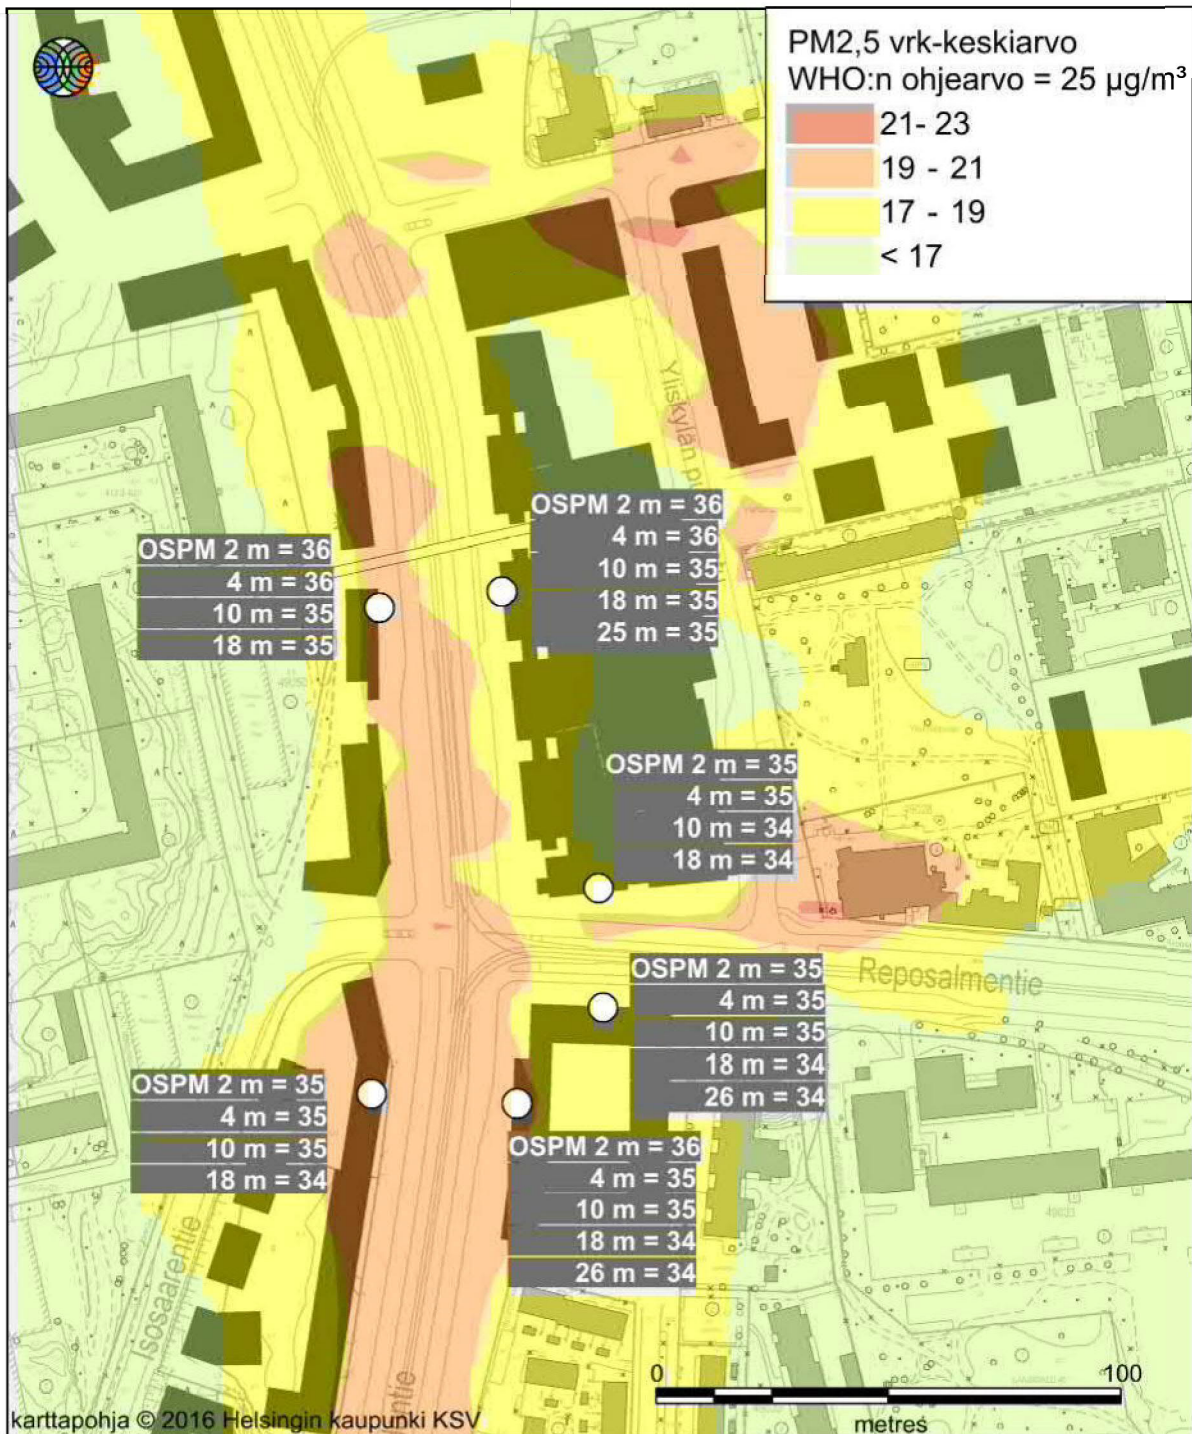 PM2,5 vrk-keskiarvo
WHO:n ohjearvo = 25 µg/m³
21- 23
19 - 21
17 - 19
< 17
Yliskylän pu
OSPM 2 m = 36
4 m = 36
10 m = 35
18 m = 35
25 m = 35
OSPM 2 m = 36
4 m = 36
10 m = 35
18 m = 35
OSPM 2 m = 35
4 m = 35
10 m = 34
18 m = 34
49028
Reposalmentie
OSPM 2 m = 35
4 m = 35
10 m = 35
18 m = 34
26 m = 34
OSPM 2 m = 35
4 m = 35
10 m = 35
18 m = 34
OSPM 2 m = 36
4 m = 35
10 m = 35
18 m = 34
26 m = 34
49021
Isosaarentie
ntie
0 100
metres
karttapohja © 2016 Helsingin kaupunki KSV